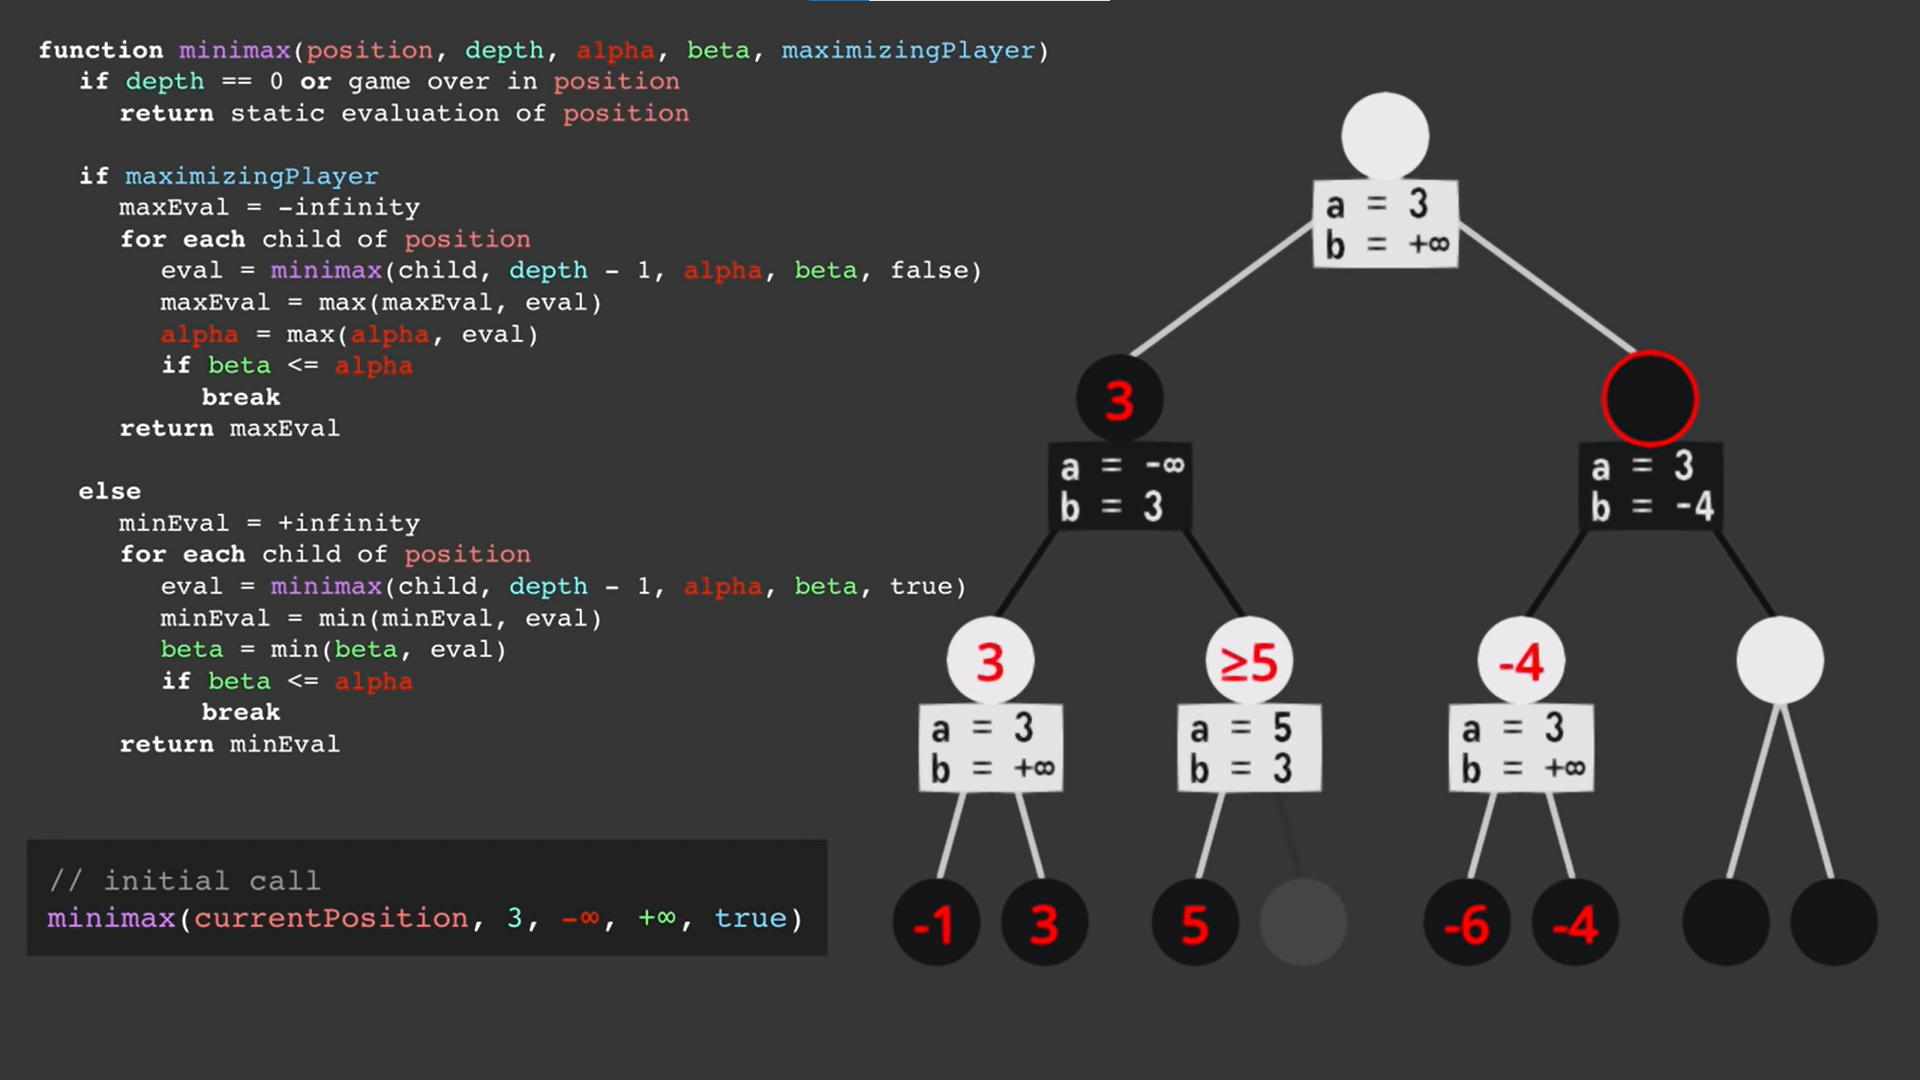 function minimax(position, depth, alpha, beta, maximizingPlayer)
if depth == 0 or game over in position
return static evaluation of position
if maximizingPlayer
maxEval = -infinity
for each child of position
eval = minimax(child, depth - 1, alpha, beta, false)
maxEval = max(maxEval, eval)
alpha = max(alpha, eval)
if beta <= alpha
break
return maxEval
else
minEval = +infinity
for each child of position
eval = minimax(child, depth - 1, alpha, beta, true)
minEval = min(minEval, eval)
beta = min(beta, eval)
if beta <= alpha
break
return minEval
// initial call
minimax(currentPosition, 3, -∞, +∞, true)
a = 3
b = +∞
3
a = -∞
b = 3
a = 3
b = -4
3
a = 3
b = +∞
≥5
a = 5
b = 3
-4
a = 3
b = +∞
-1
3
5
-6
-4